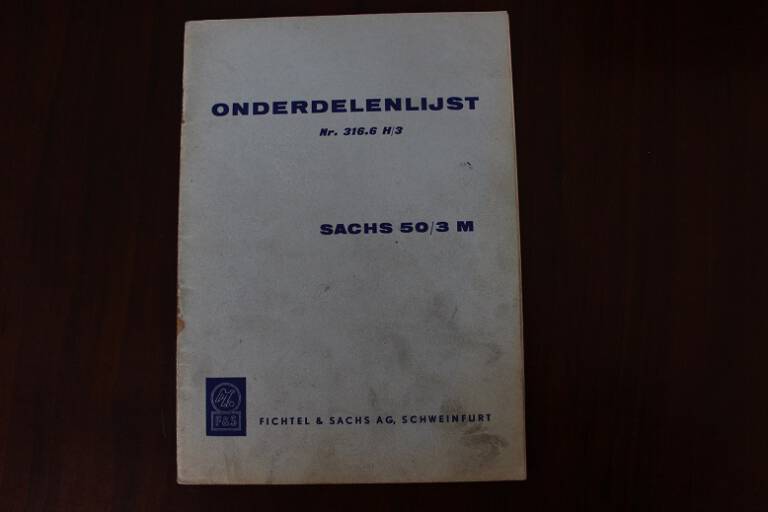 ONDERDELENLIJST
Nr. 316.6 H/3
SACHS 50/3 M
F&S
FICHTEL & SACHS AG, SCHWEINFURT